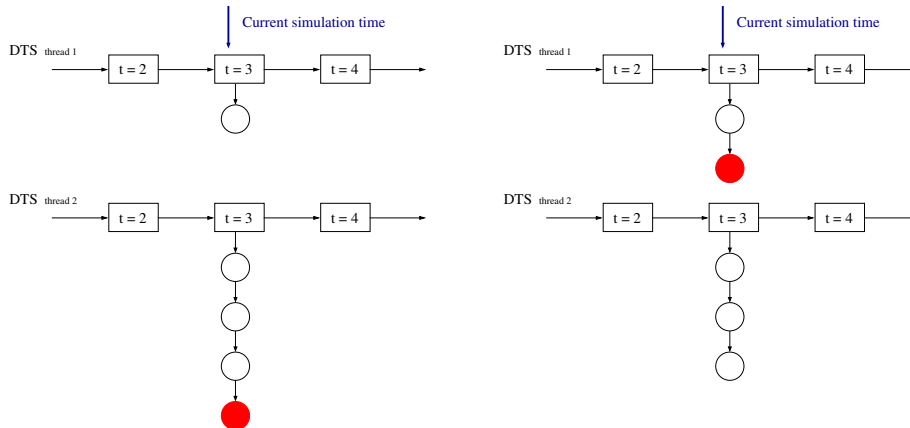 Current simulation time
DTS thread 1
t = 2 t = 3 t = 4
DTS thread 2
t = 2 t = 3 t = 4
Current simulation time
DTS thread 1
t = 2 t = 3 t = 4
DTS thread 2
t = 2 t = 3 t = 4